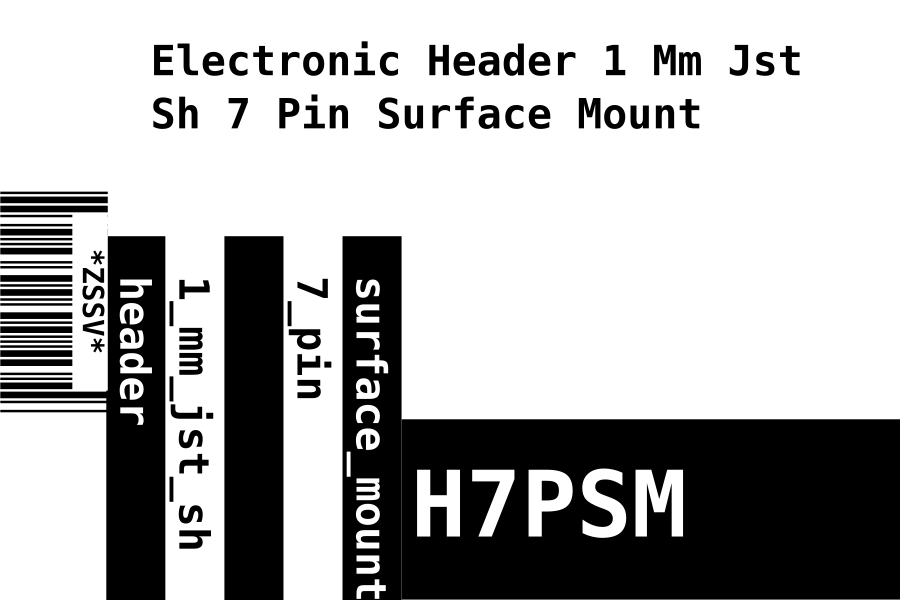 Electronic Header 1 Mm Jst
Sh 7 Pin Surface Mount
*ZSSV*
header
1_mm_jst_sh
7_pin
surface_mount
H7PSM